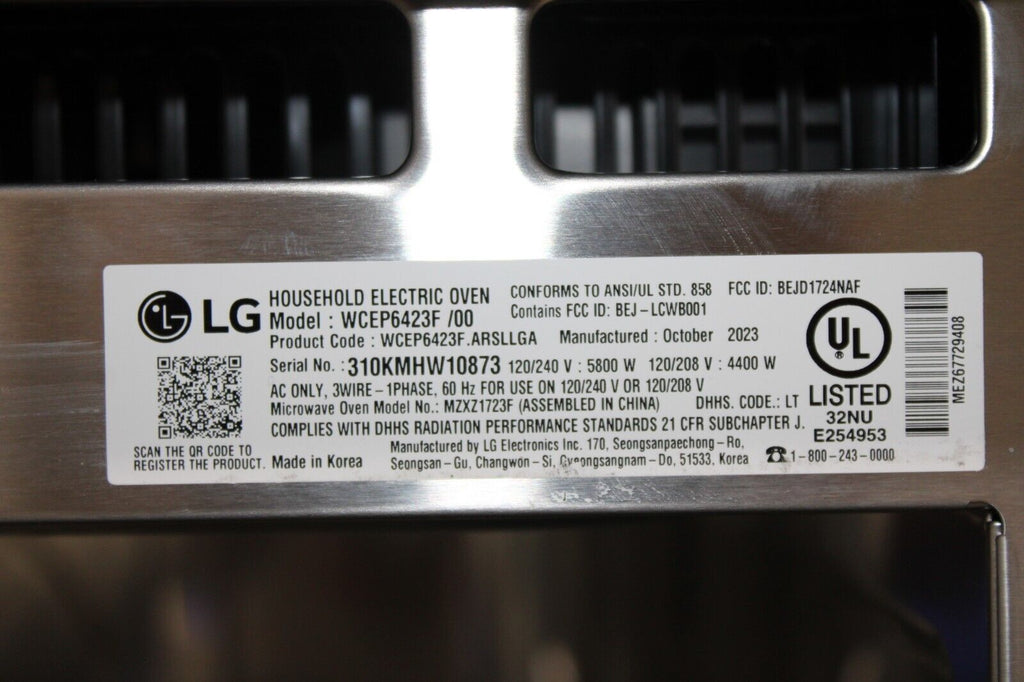 LG
HOUSEHOLD ELECTRIC OVEN
CONFORMS TO ANSI/UL STD. 858 FCC ID: BEJD1724NAF
Model : WCEP6423F /00
Contains FCC ID: BEJ-LCWB001
Product Code : WCEP6423F.ARSLLGA Manufactured : October 2023
Serial No. : 310KMHW10873 120/240 V : 5800 W 120/208 V : 4400 W
AC ONLY, 3WIRE-1PHASE, 60 Hz FOR USE ON 120/240 V OR 120/208 V
Microwave Oven Model No.: MZXZ1723F (ASSEMBLED IN CHINA) DHHS. CODE.: LT
COMPLIES WITH DHHS RADIATION PERFORMANCE STANDARDS 21 CFR SUBCHAPTER J.
SCAN THE QR CODE TO
REGISTER THE PRODUCT.
Made in Korea
Manufactured by LG Electronics Inc. 170, Seongsanpaechong-Ro,
Seongsan-Gu, Changwon-Si, Gyeongsangnam-Do, 51533, Korea
☎1-800-243-0000
UL
LISTED
32NU
E254953
MEZ67729408